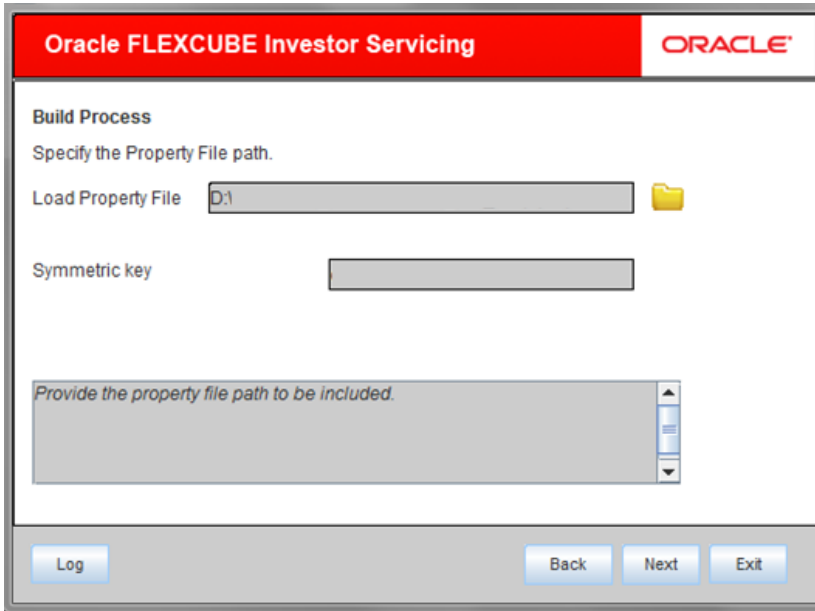 Oracle FLEXCUBE Investor Servicing
ORACLE'
Build Process
Specify the Property File path.
Load Property File D:\
Symmetric key
Provide the property file path to be included.
Log Back Next Exit